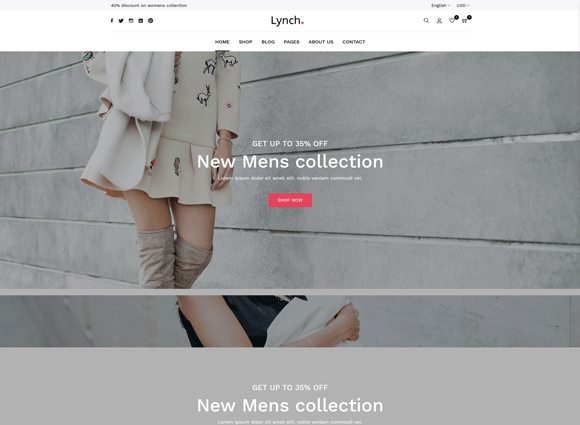 40% discount on womens collection
English
USD
Lynch.
HOME SHOP BLOG PAGES ABOUT US CONTACT
GET UP TO 35% OFF
New Mens collection
Lorem ipsum dolor sit amet elit. nobis veniam commodi vel.
SHOP NOW
GET UP TO 35% OFF
New Mens collection
Lorem ipsum dolor sit amet elit. nobis veniam commodi vel.